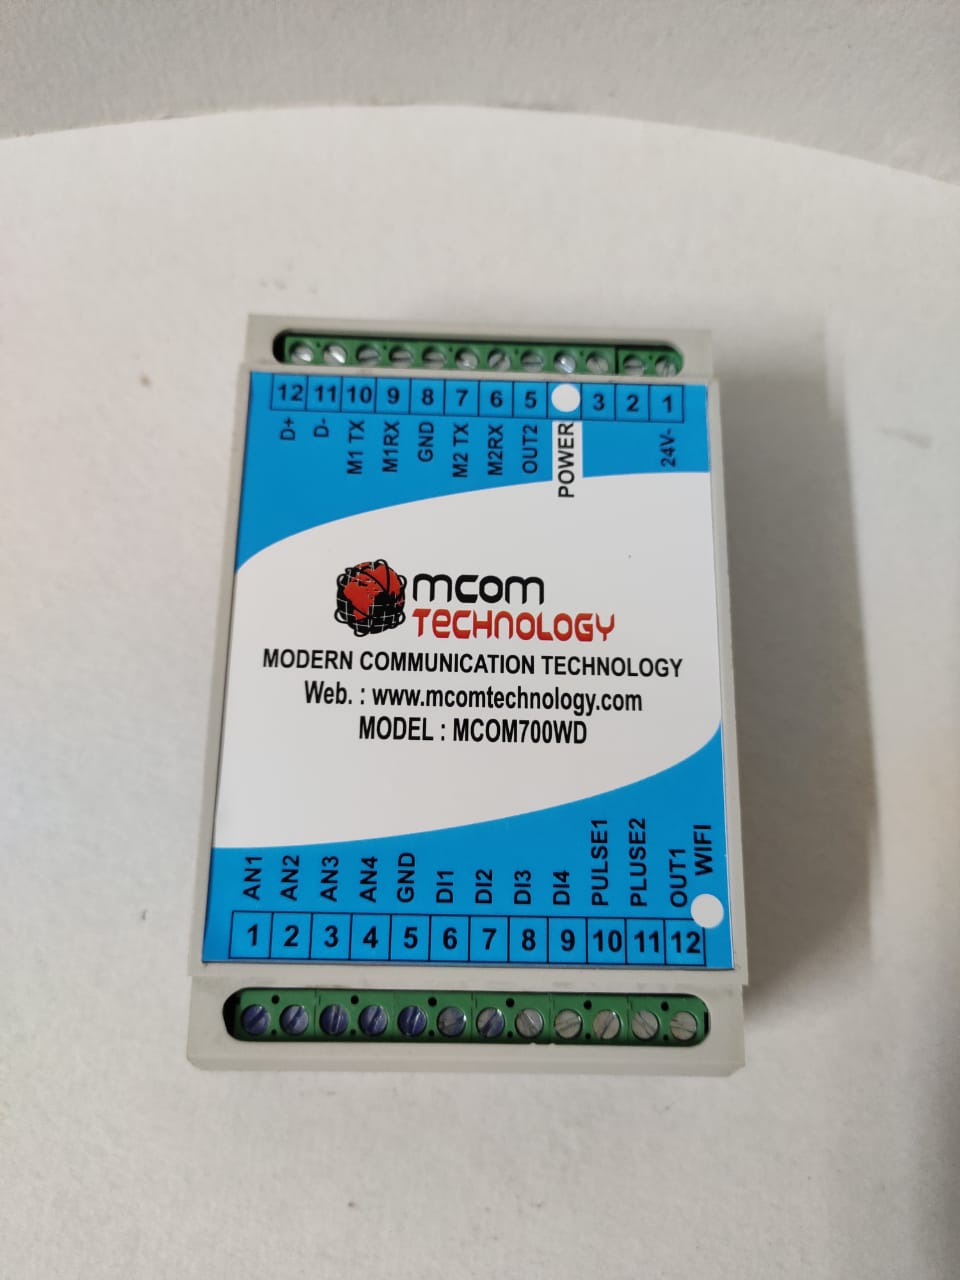 12 11 10 9 8 7 6 5 3 2 1
D+ D- M1 TX M1RX GND M2 TX M2RX OUT2 POWER 24V-
mcom
TECHNOLOGY
MODERN COMMUNICATION TECHNOLOGY
Web. : www.mcomtechnology.com
MODEL : MCOM700WD
AN1 AN2 AN3 AN4 GND DI1 DI2 DI3 DI4 PULSE1 PLUSE2 OUT1 WIFI
1 2 3 4 5 6 7 8 9 10 11 12